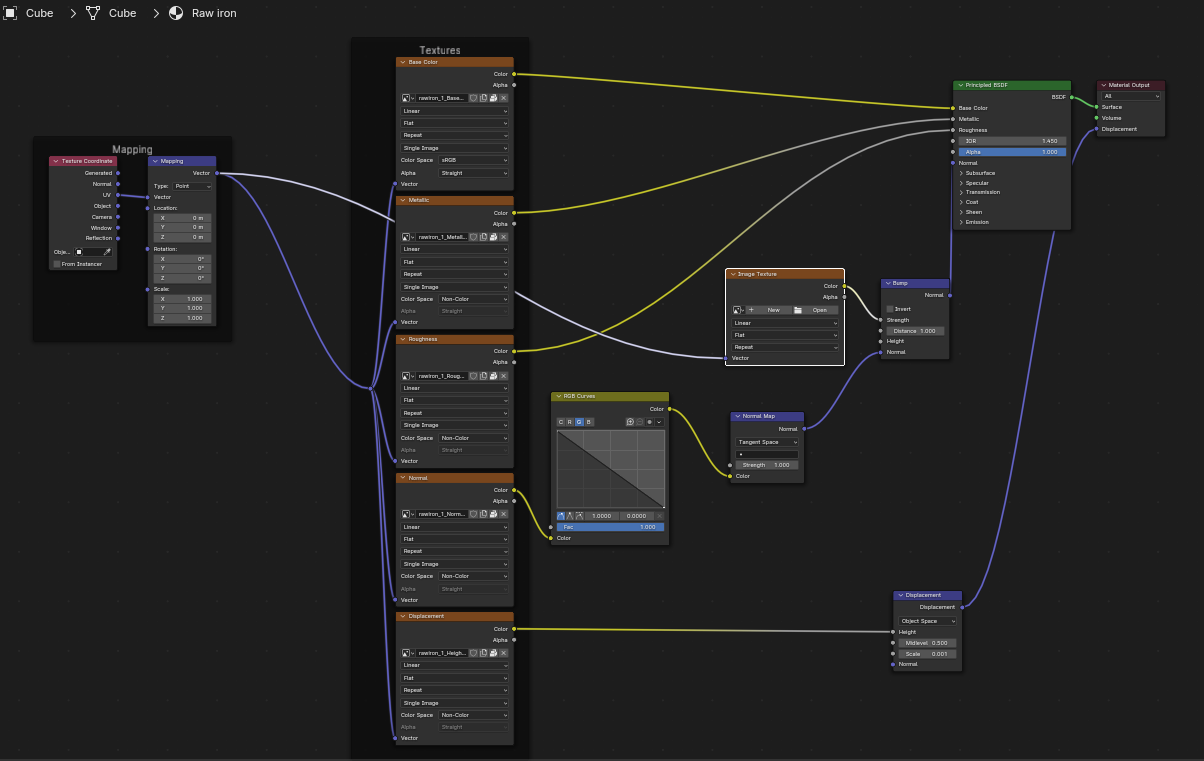 Cube > Cube > Raw iron
Mapping
Texture Coordinate
Generated
Normal
UV
Object
Camera
Window
Reflection
Obje...
From Instancer
Mapping
Vector
Type: Point
Vector
Location:
X 0 m
Y 0 m
Z 0 m
Rotation:
X 0°
Y 0°
Z 0°
Scale:
X 1.000
Y 1.000
Z 1.000
Textures
Base Color
Color
Alpha
rawiron_1_Base...
Linear
Flat
Repeat
Single Image
Color Space sRGB
Alpha Straight
Vector
Metallic
Color
Alpha
rawiron_1_Metall...
Linear
Flat
Repeat
Single Image
Color Space Non-Color
Alpha Straight
Vector
Roughness
Color
Alpha
rawiron_1_Roug...
Linear
Flat
Repeat
Single Image
Color Space Non-Color
Alpha Straight
Vector
Normal
Color
Alpha
rawiron_1_Norm...
Linear
Flat
Repeat
Single Image
Color Space Non-Color
Alpha Straight
Vector
Displacement
Color
Alpha
rawiron_1_Heigh...
Linear
Flat
Repeat
Single Image
Color Space Non-Color
Alpha Straight
Vector
RGB Curves
Color
C R G B
1.0000 0.0000
Fac 1.000
Color
Image Texture
Color
Alpha
New Open
Linear
Flat
Repeat
Vector
Normal Map
Normal
Tangent Space
Strength 1.000
Color
Bump
Normal
Invert
Strength
Distance 1.000
Height
Normal
Displacement
Displacement
Object Space
Height
Midlevel 0.500
Scale 0.001
Normal
Principled BSDF
BSDF
Base Color
Metallic
Roughness
IOR 1.450
Alpha 1.000
Normal
Subsurface
Specular
Transmission
Coat
Sheen
Emission
Material Output
All
Surface
Volume
Displacement